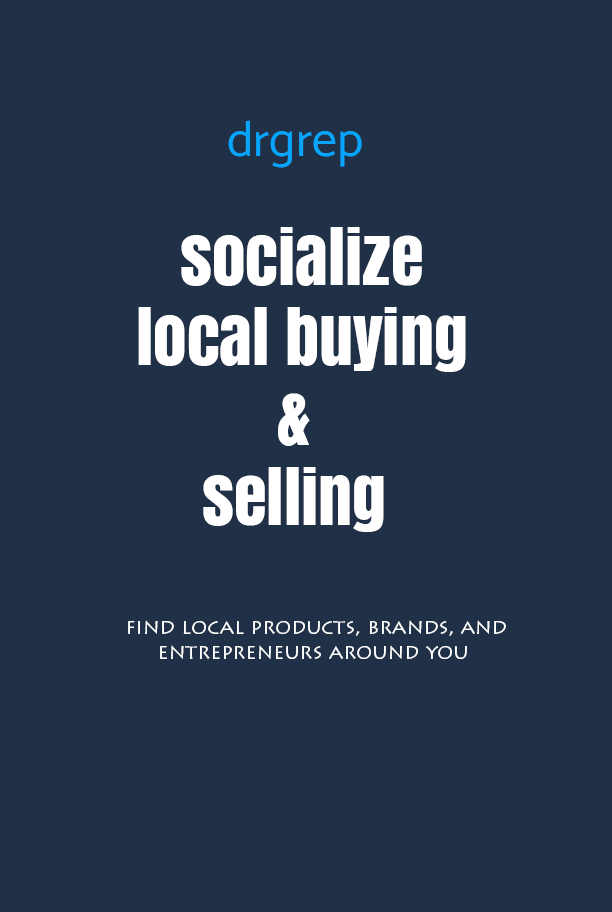 drgrep
socialize
local buying
&
selling
FIND LOCAL PRODUCTS, BRANDS, AND
ENTREPRENEURS AROUND YOU